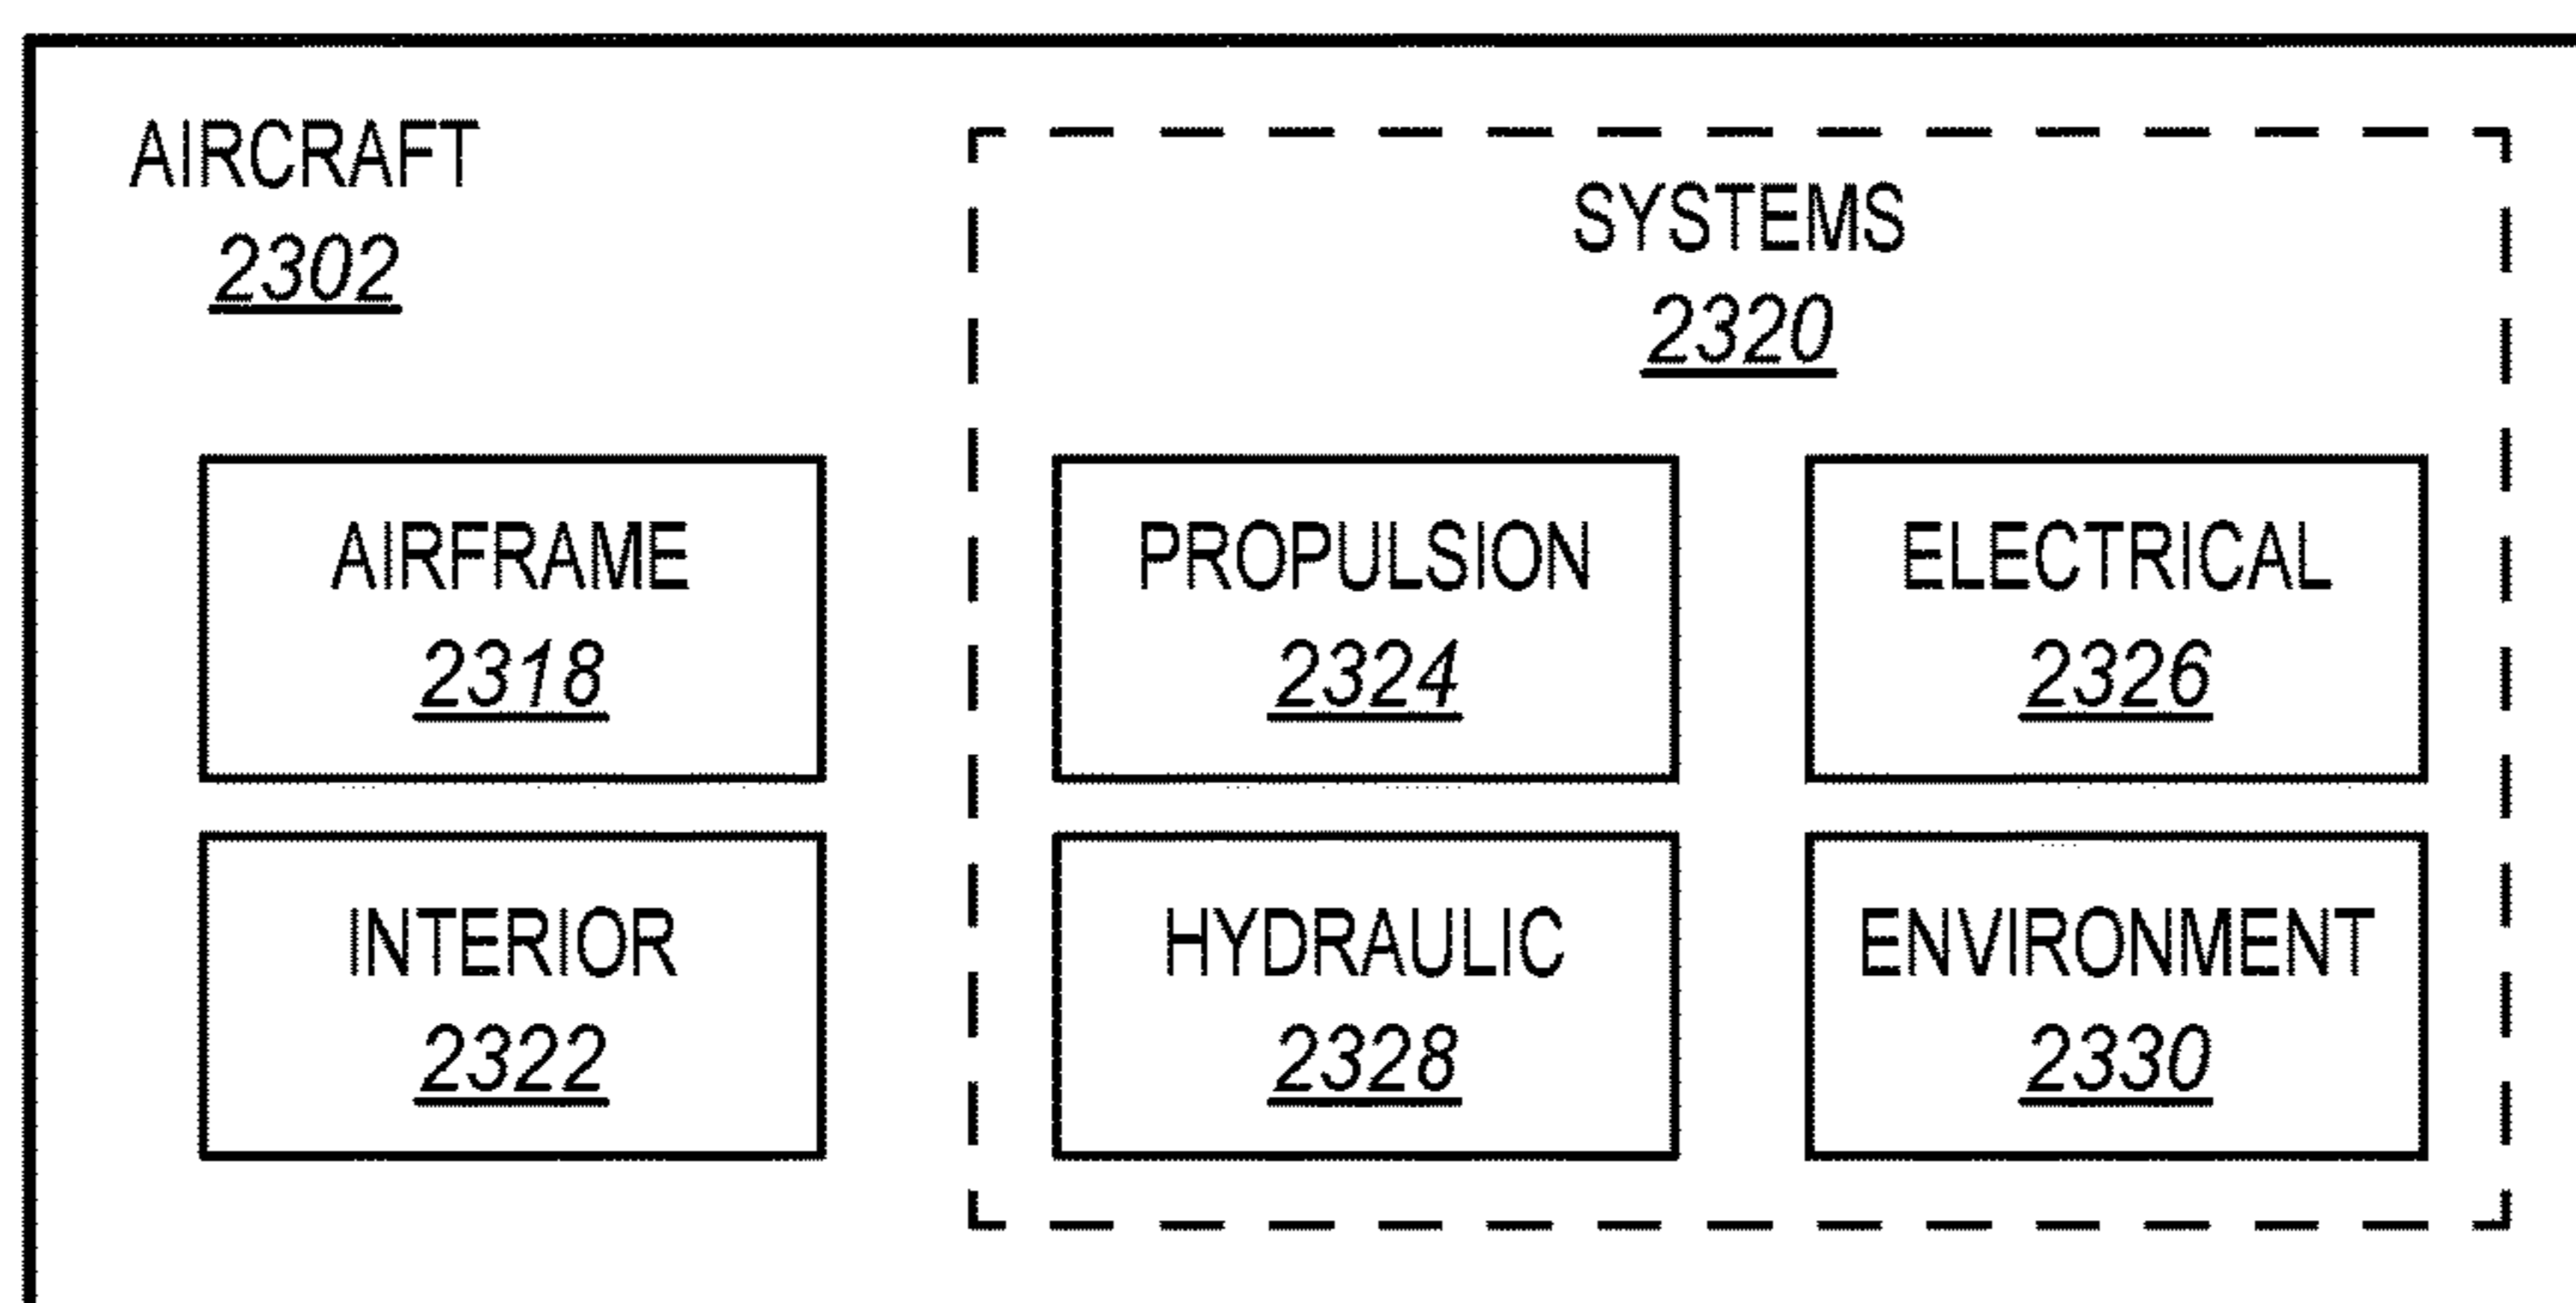 AIRCRAFT
2302
SYSTEMS
2320
AIRFRAME
2318
PROPULSION
2324
ELECTRICAL
2326
INTERIOR
2322
HYDRAULIC
2328
ENVIRONMENT
2330